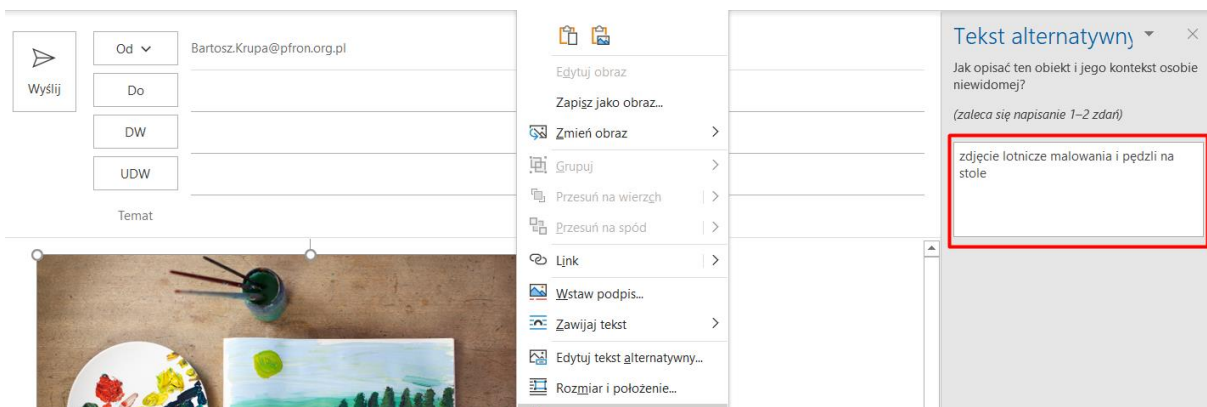 Wyślij
Od
Bartosz.Krupa@pfron.org.pl
Do
DW
UDW
Temat
Edytuj obraz
Zapisz jako obraz...
Zmień obraz
Grupuj
Przesuń na wierzch
Przesuń na spód
Link
Wstaw podpis...
Zawijaj tekst
Edytuj tekst alternatywny...
Rozmiar i położenie...
Tekst alternatywny
Jak opisać ten obiekt i jego kontekst osobie
niewidomej?
(zaleca się napisanie 1–2 zdań)
zdjęcie lotnicze malowania i pędzli na
stole